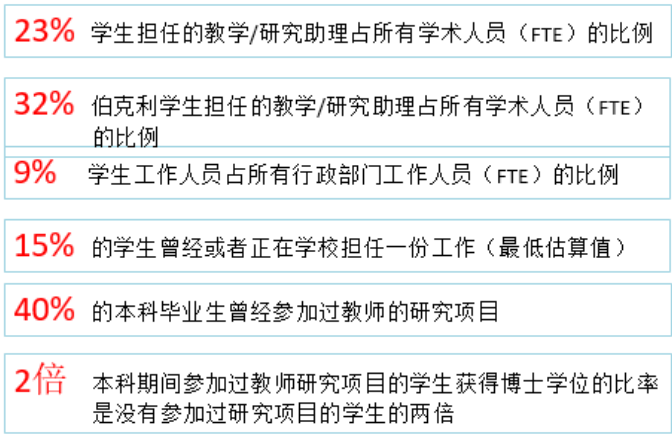 23% 学生担任的教学/研究助理占所有学术人员（FTE）的比例
32% 伯克利学生担任的教学/研究助理占所有学术人员（FTE）
的比例
9% 学生工作人员占所有行政部门工作人员（FTE）的比例
15% 的学生曾经或者正在学校担任一份工作（最低估算值）
40% 的本科毕业生曾经参加过教师的研究项目
2倍 本科期间参加过教师研究项目的学生获得博士学位的比率
是没有参加过研究项目的学生的两倍